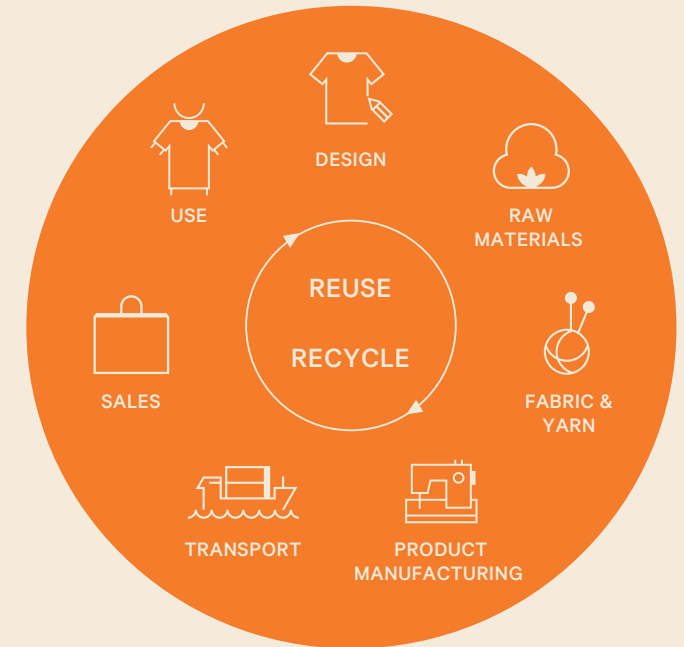 DESIGN
RAW
MATERIALS
FABRIC &
YARN
PRODUCT
MANUFACTURING
TRANSPORT
SALES
USE
REUSE
RECYCLE